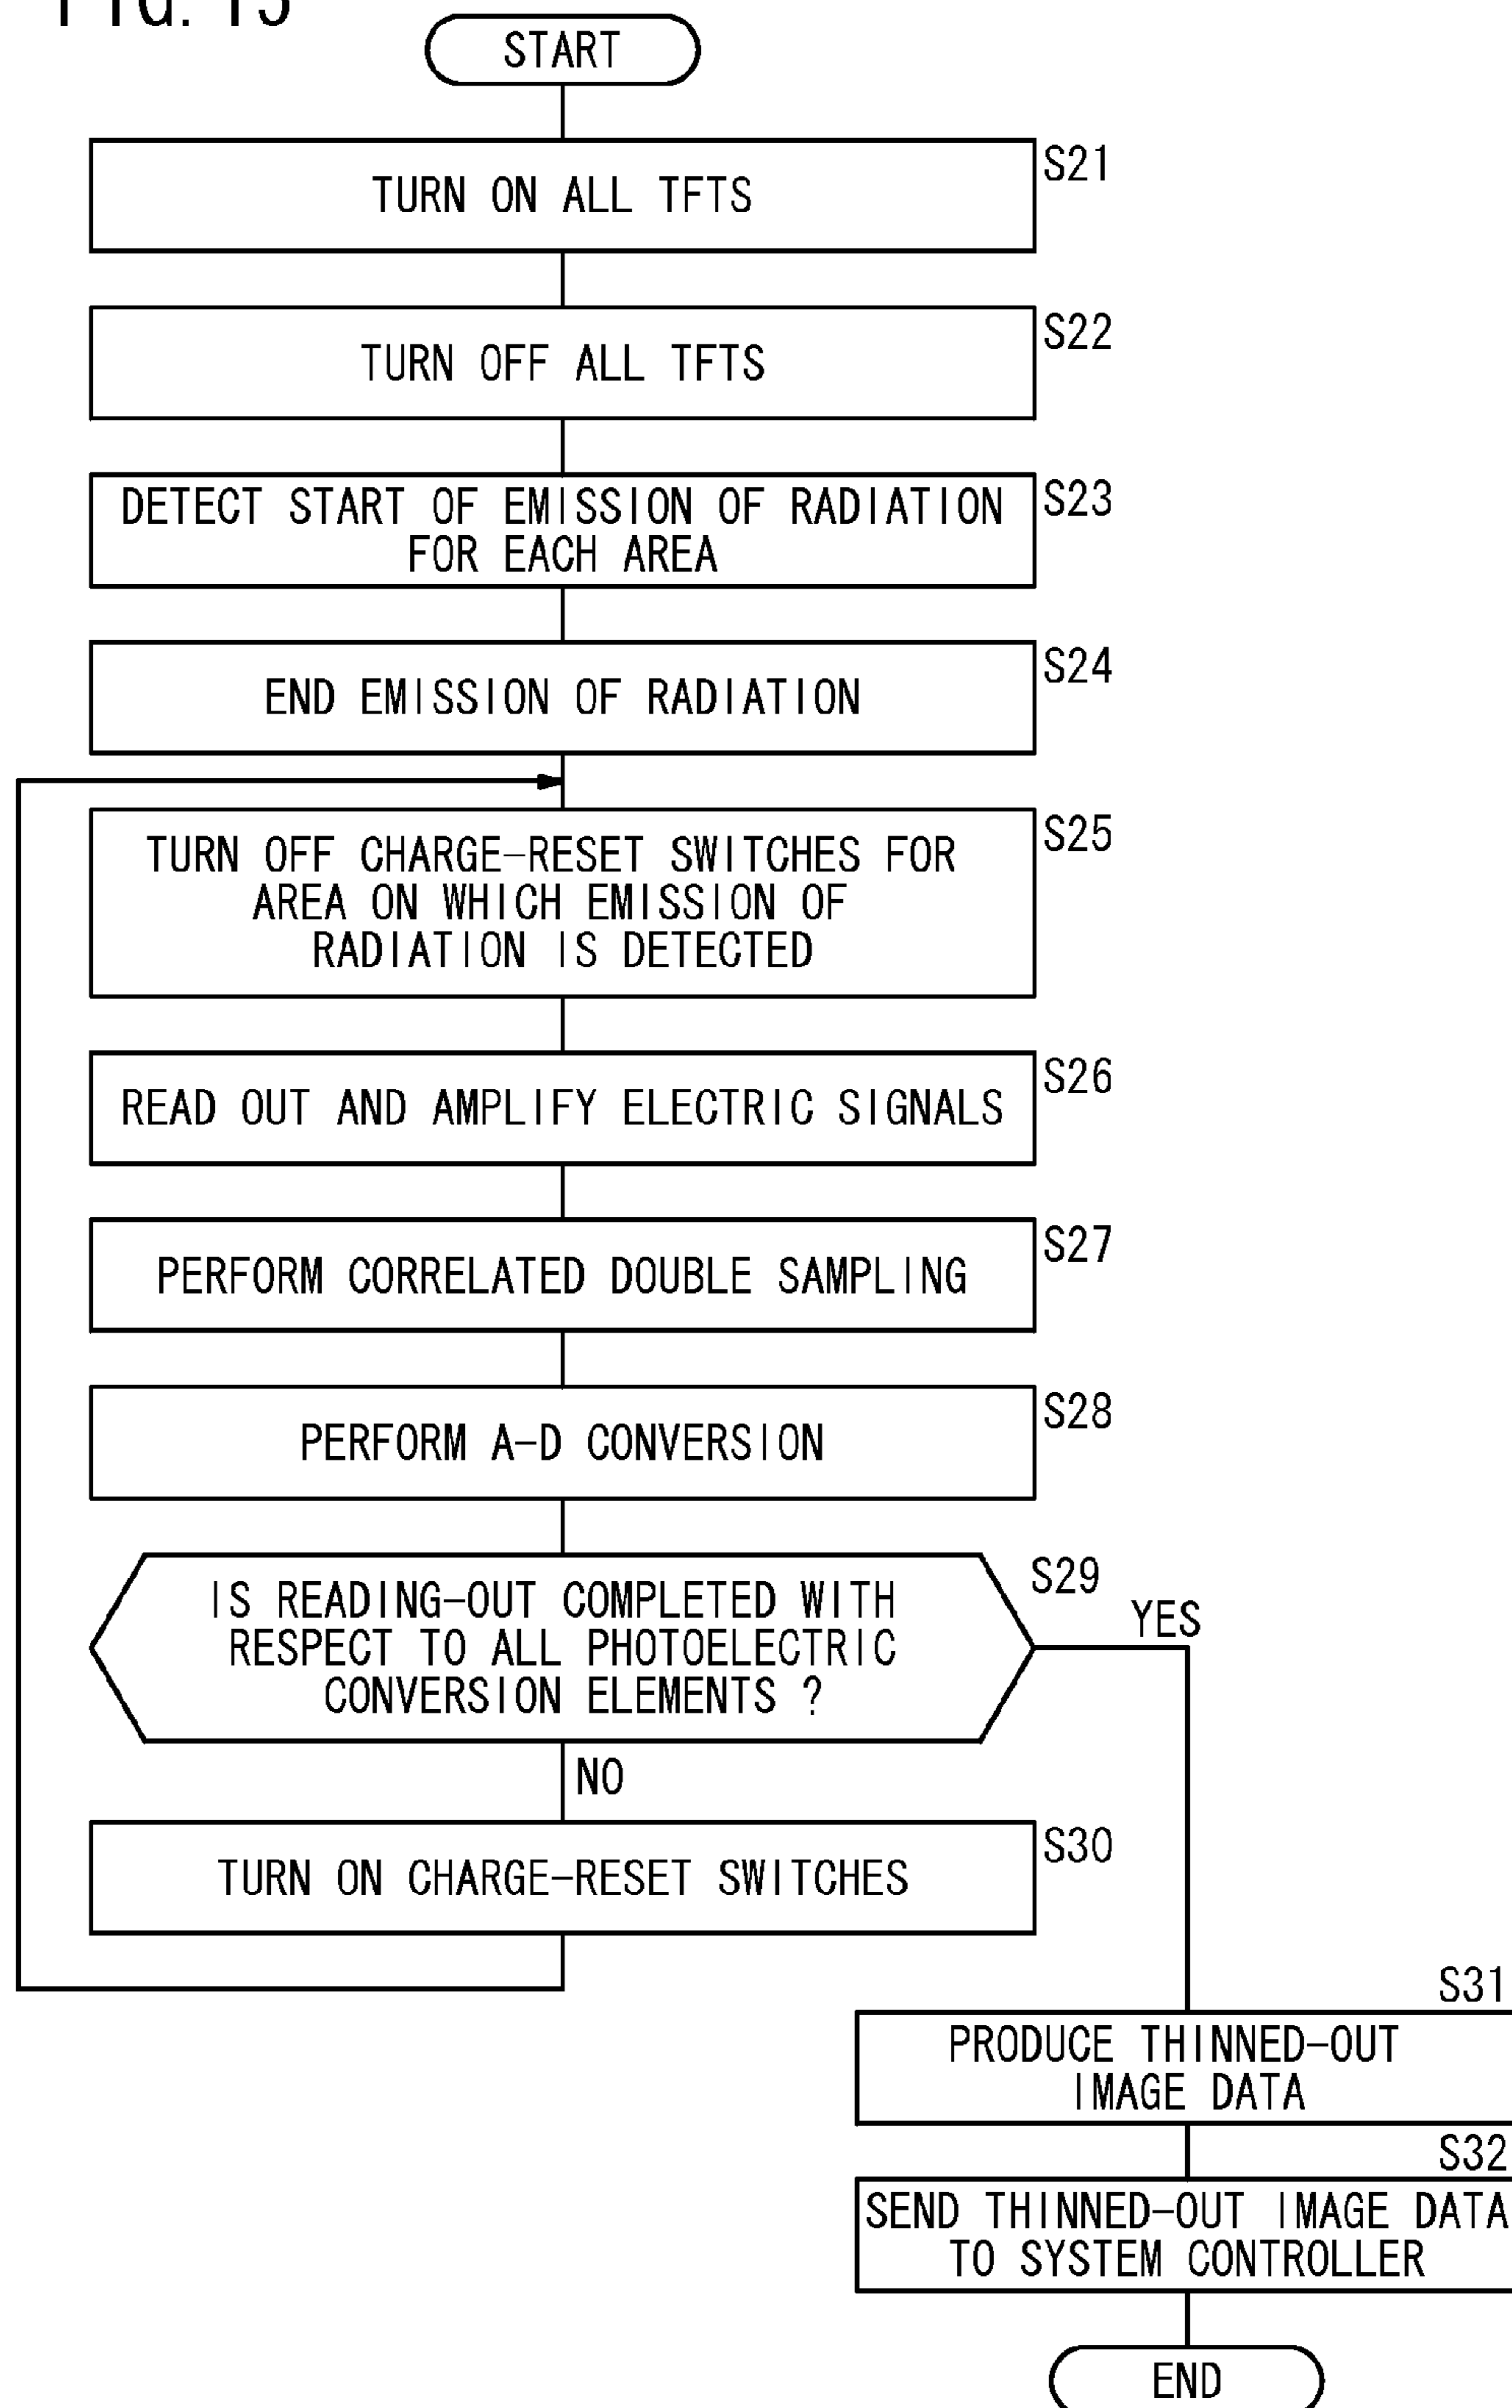 FIG. 13
START
S21
TURN ON ALL TFTS
S22
TURN OFF ALL TFTS
S23
DETECT START OF EMISSION OF RADIATION
FOR EACH AREA
S24
END EMISSION OF RADIATION
S25
TURN OFF CHARGE-RESET SWITCHES FOR
AREA ON WHICH EMISSION OF
RADIATION IS DETECTED
S26
READ OUT AND AMPLIFY ELECTRIC SIGNALS
S27
PERFORM CORRELATED DOUBLE SAMPLING
S28
PERFORM A-D CONVERSION
S29
IS READING-OUT COMPLETED WITH
RESPECT TO ALL PHOTOELECTRIC
CONVERSION ELEMENTS ?
YES
NO
S30
TURN ON CHARGE-RESET SWITCHES
S31
PRODUCE THINNED-OUT
IMAGE DATA
S32
SEND THINNED-OUT IMAGE DATA
TO SYSTEM CONTROLLER
END